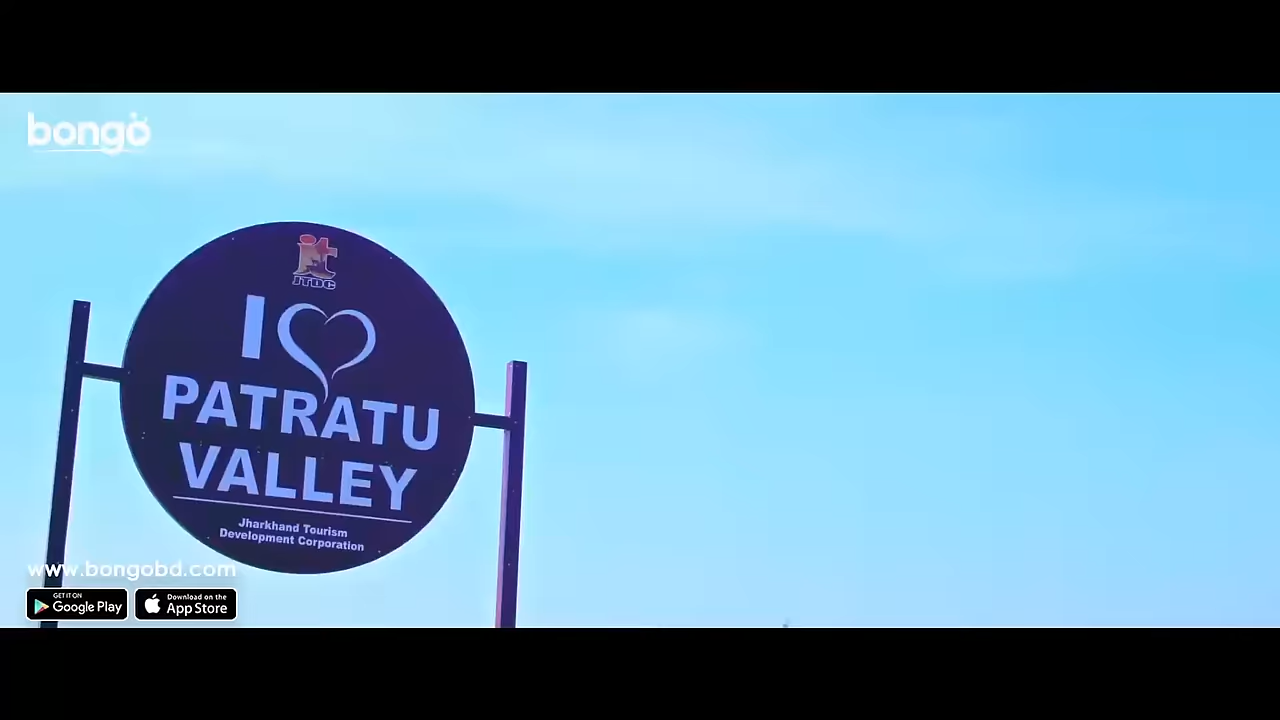 bongo
JTDC
I
PATRATU
VALLEY
Jharkhand Tourism
Development Corporation
www.bongobd.com
GET IT ON
Google Play
Download on the
App Store